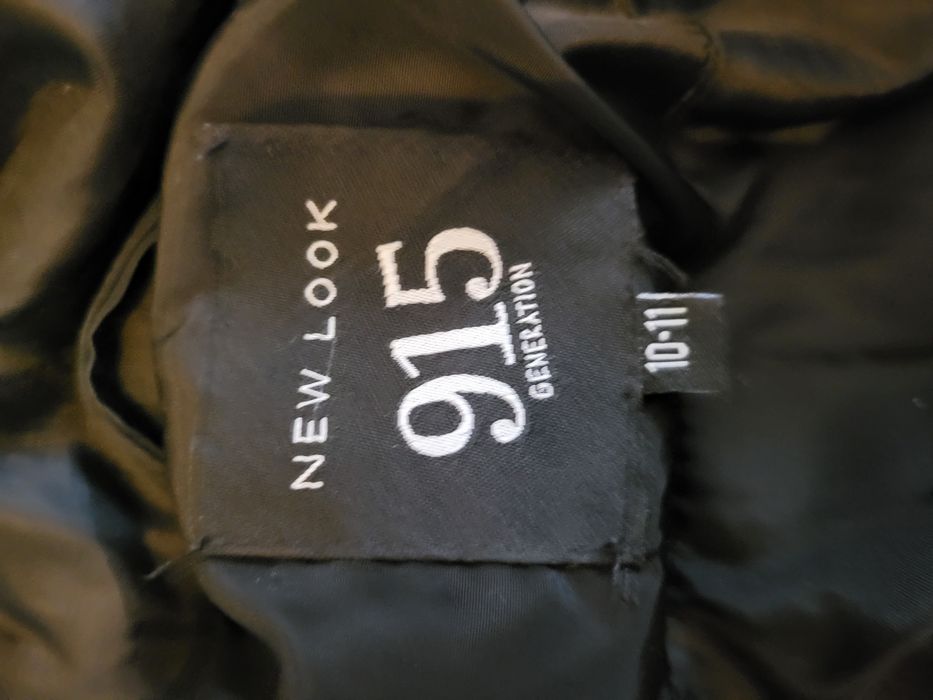 NEW LOOK
915
GENERATION
10-11